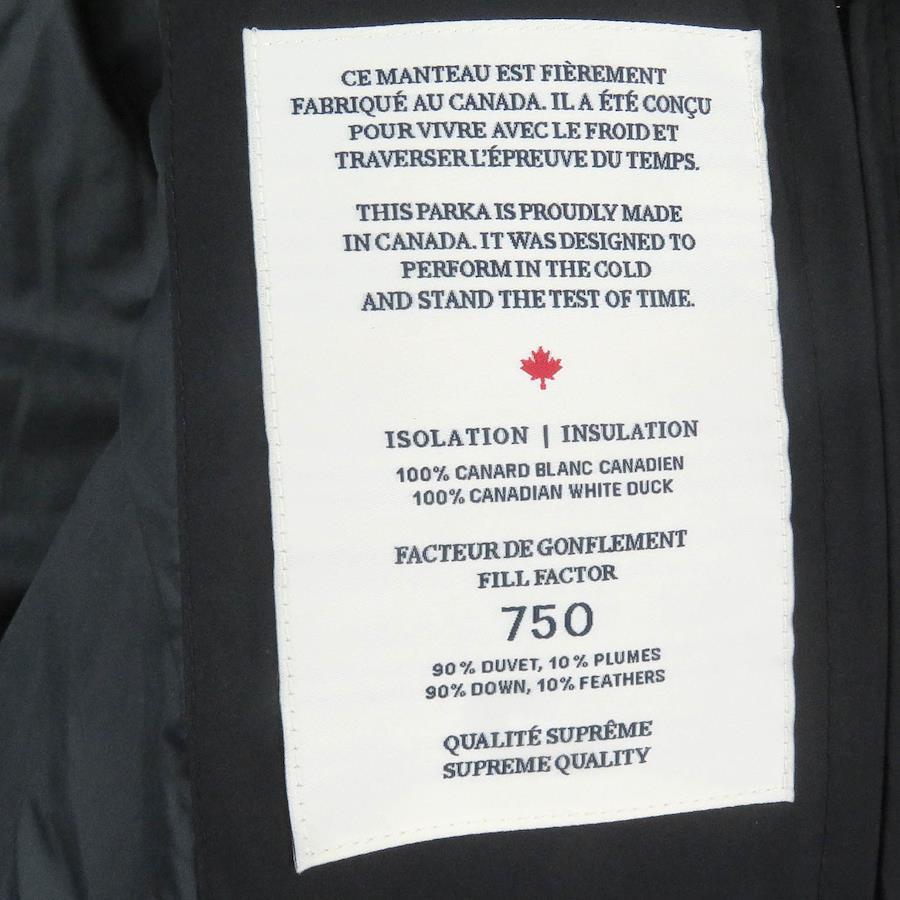 CE MANTEAU EST FIÈREMENT
FABRIQUÉ AU CANADA. IL A ÉTÉ CONÇU
POUR VIVRE AVEC LE FROID ET
TRAVERSER L'ÉPREUVE DU TEMPS.
THIS PARKA IS PROUDLY MADE
IN CANADA. IT WAS DESIGNED TO
PERFORM IN THE COLD
AND STAND THE TEST OF TIME.
ISOLATION | INSULATION
100% CANARD BLANC CANADIEN
100% CANADIAN WHITE DUCK
FACTEUR DE GONFLEMENT
FILL FACTOR
750
90% DUVET, 10% PLUMES
90% DOWN, 10% FEATHERS
QUALITÉ SUPRÊME
SUPREME QUALITY